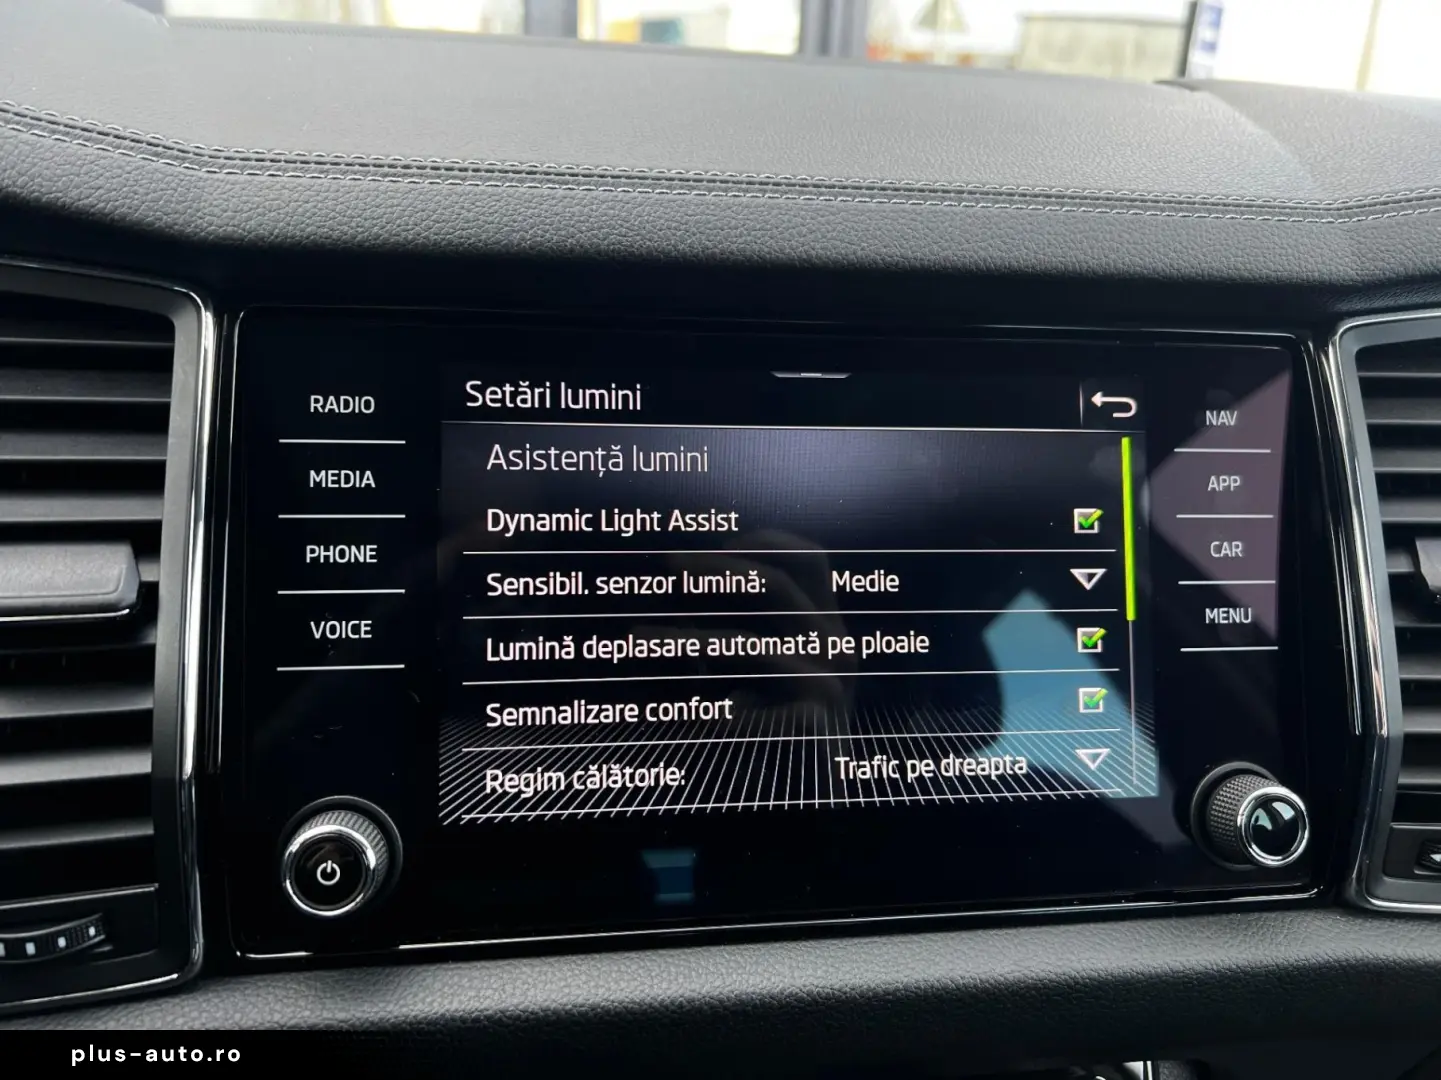 Setări lumini
RADIO
MEDIA
PHONE
VOICE
Asistență lumini
Dynamic Light Assist
Sensibil. senzor lumină: Medie
Lumină deplasare automată pe ploaie
Semnalizare confort
Regim călătorie: Trafic pe dreapta
NAV
APP
CAR
MENU
plus-auto.ro